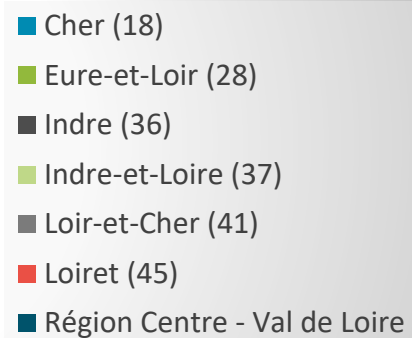 Cher (18)
Eure-et-Loir (28)
Indre (36)
Indre-et-Loire (37)
Loir-et-Cher (41)
Loiret (45)
Région Centre - Val de Loire